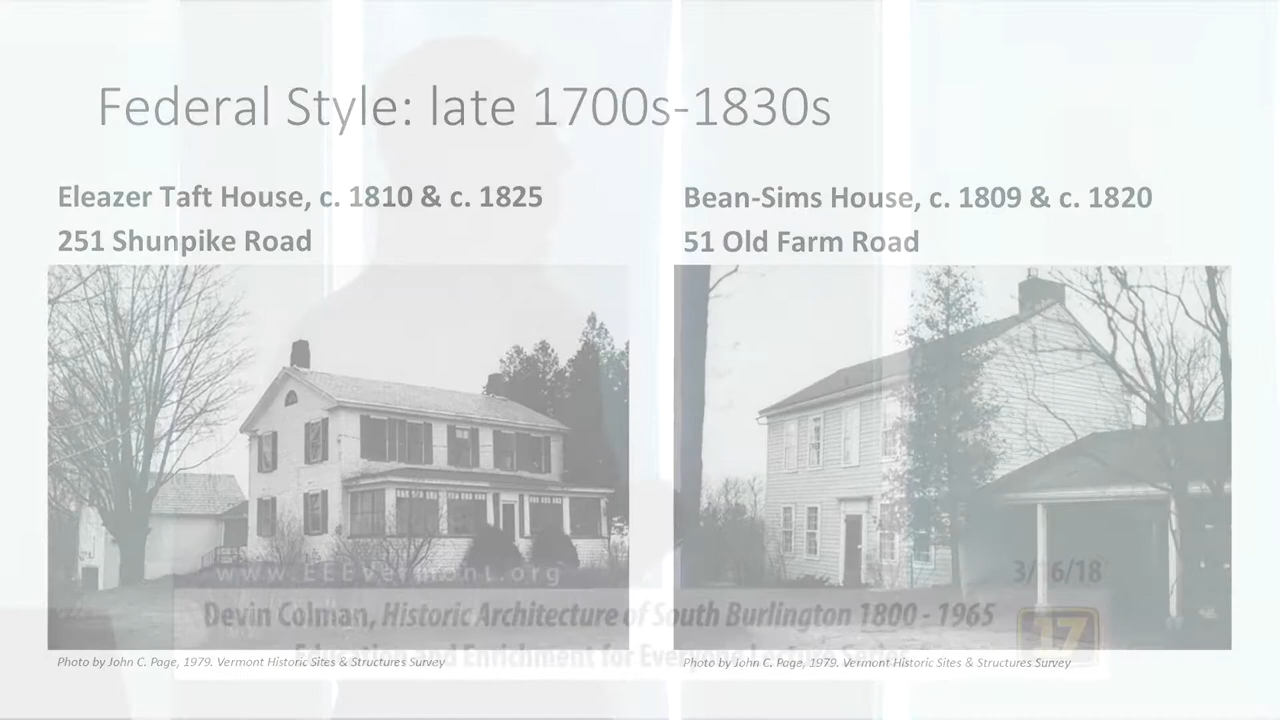 Federal Style: late 1700s-1830s
Eleazer Taft House, c. 1810 & c. 1825
251 Shunpike Road
Bean-Sims House, c. 1809 & c. 1820
51 Old Farm Road
www.EEEvermont.org
3/16/18
Devin Colman, Historic Architecture of South Burlington 1800 - 1965
17
Education and Enrichment for Everyone Lecture Series
Photo by John C. Page, 1979. Vermont Historic Sites & Structures Survey
Photo by John C. Page, 1979. Vermont Historic Sites & Structures Survey